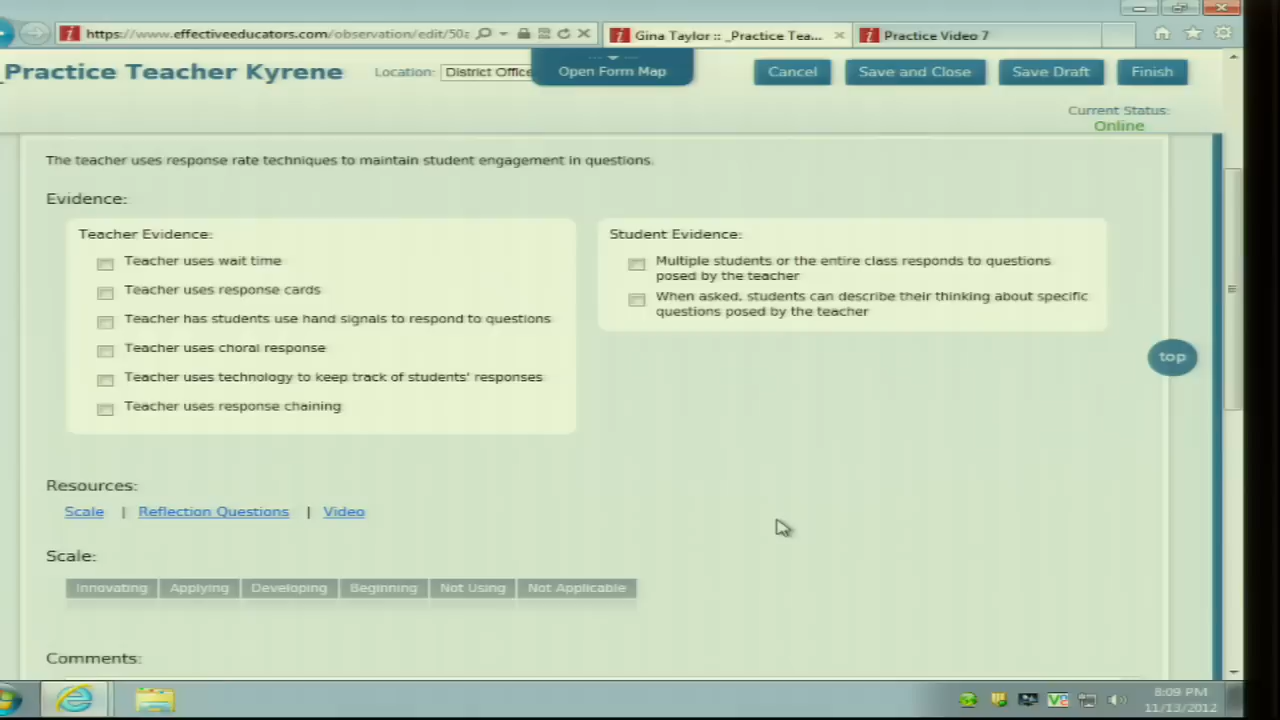 https://www.effectiveeducators.com/observation/edit/50
Gina Taylor :: _Practice Tea...
Practice Video 7
_Practice Teacher Kyrene
Location:
District Office
Open Form Map
Cancel
Save and Close
Save Draft
Finish
Current Status:
Online
The teacher uses response rate techniques to maintain student engagement in questions.
Evidence:
Teacher Evidence:
Teacher uses wait time
Teacher uses response cards
Teacher has students use hand signals to respond to questions
Teacher uses choral response
Teacher uses technology to keep track of students' responses
Teacher uses response chaining
Student Evidence:
Multiple students or the entire class responds to questions
posed by the teacher
When asked, students can describe their thinking about specific
questions posed by the teacher
top
Resources:
Scale | Reflection Questions | Video
Scale:
Innovating Applying Developing Beginning Not Using Not Applicable
Comments:
8:09 PM
11/13/2012